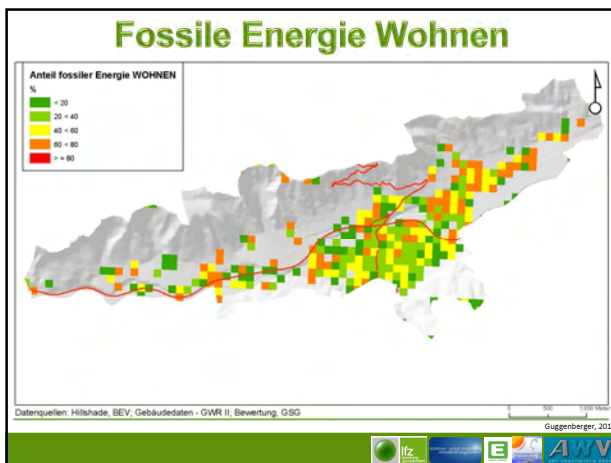 Fossile Energie Wohnen
Anteil fossiler Energie WOHNEN
%
< 20
20 < 40
40 < 60
60 < 80
> = 80
Datenquellen: Hillshade, BEV; Gebäudedaten - GWR II; Bewertung, GSG
0 500 1.000 Meter
Guggenberger, 201
lfz
E
AWV